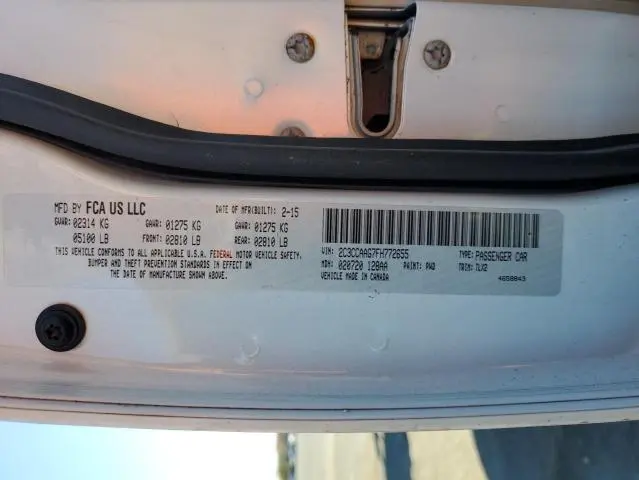 MFD BY FCA US LLC DATE OF MFR(BUILT): 2-15
GVWR: 02314 KG GAWR: 01275 KG GAWR: 01275 KG
05100 LB FRONT: 02810 LB REAR: 02810 LB
THIS VEHICLE CONFORMS TO ALL APPLICABLE U.S.A. FEDERAL MOTOR VEHICLE SAFETY,
BUMPER AND THEFT PREVENTION STANDARDS IN EFFECT ON
THE DATE OF MANUFACTURE SHOWN ABOVE.
VIN: 2C3CCAAG7FH772655 TYPE: PASSENGER CAR
MDH: 020720 128AA PAINT: PWD TRIM: TLX2
VEHICLE MADE IN CANADA 4658843